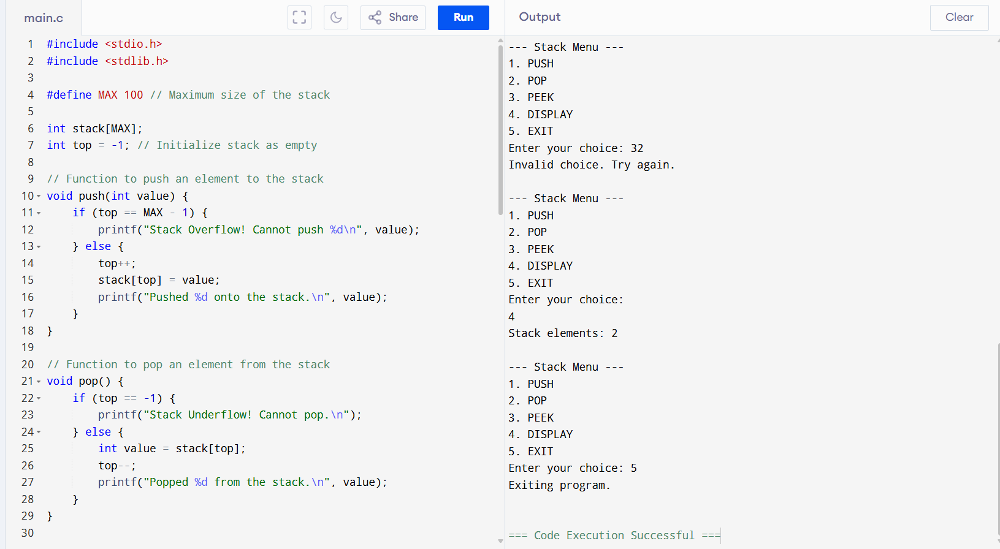 main.c
Share
Run
1 #include <stdio.h>
2 #include <stdlib.h>
3
4 #define MAX 100 // Maximum size of the stack
5
6 int stack[MAX];
7 int top = -1; // Initialize stack as empty
8
9 // Function to push an element to the stack
10 void push(int value) {
11     if (top == MAX - 1) {
12         printf("Stack Overflow! Cannot push %d\n", value);
13     } else {
14         top++;
15         stack[top] = value;
16         printf("Pushed %d onto the stack.\n", value);
17     }
18 }
19
20 // Function to pop an element from the stack
21 void pop() {
22     if (top == -1) {
23         printf("Stack Underflow! Cannot pop.\n");
24     } else {
25         int value = stack[top];
26         top--;
27         printf("Popped %d from the stack.\n", value);
28     }
29 }
30
Output
Clear
--- Stack Menu ---
1. PUSH
2. POP
3. PEEK
4. DISPLAY
5. EXIT
Enter your choice: 32
Invalid choice. Try again.
--- Stack Menu ---
1. PUSH
2. POP
3. PEEK
4. DISPLAY
5. EXIT
Enter your choice:
4
Stack elements: 2
--- Stack Menu ---
1. PUSH
2. POP
3. PEEK
4. DISPLAY
5. EXIT
Enter your choice: 5
Exiting program.
=== Code Execution Successful ===